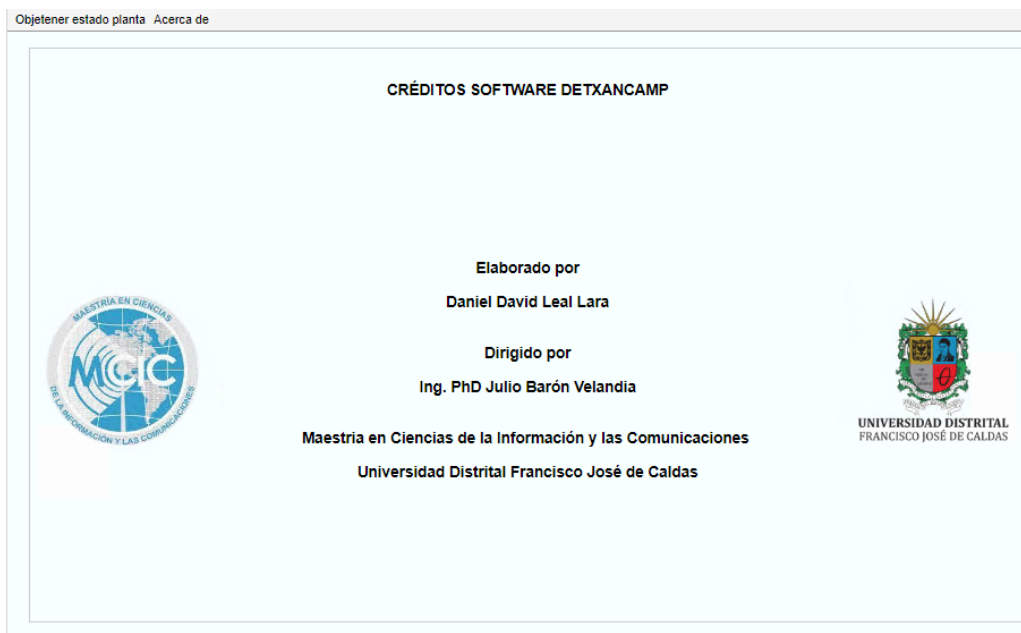 Objetener estado planta Acerca de
CRÉDITOS SOFTWARE DETXANCAMP
Elaborado por
Daniel David Leal Lara
Dirigido por
Ing. PhD Julio Barón Velandia
Maestria en Ciencias de la Información y las Comunicaciones
Universidad Distrital Francisco José de Caldas
MAESTRÍA EN CIENCIAS
MCIC
DE LA INFORMACIÓN Y LAS COMUNICACIONES
UNIVERSIDAD DISTRITAL
FRANCISCO JOSÉ DE CALDAS